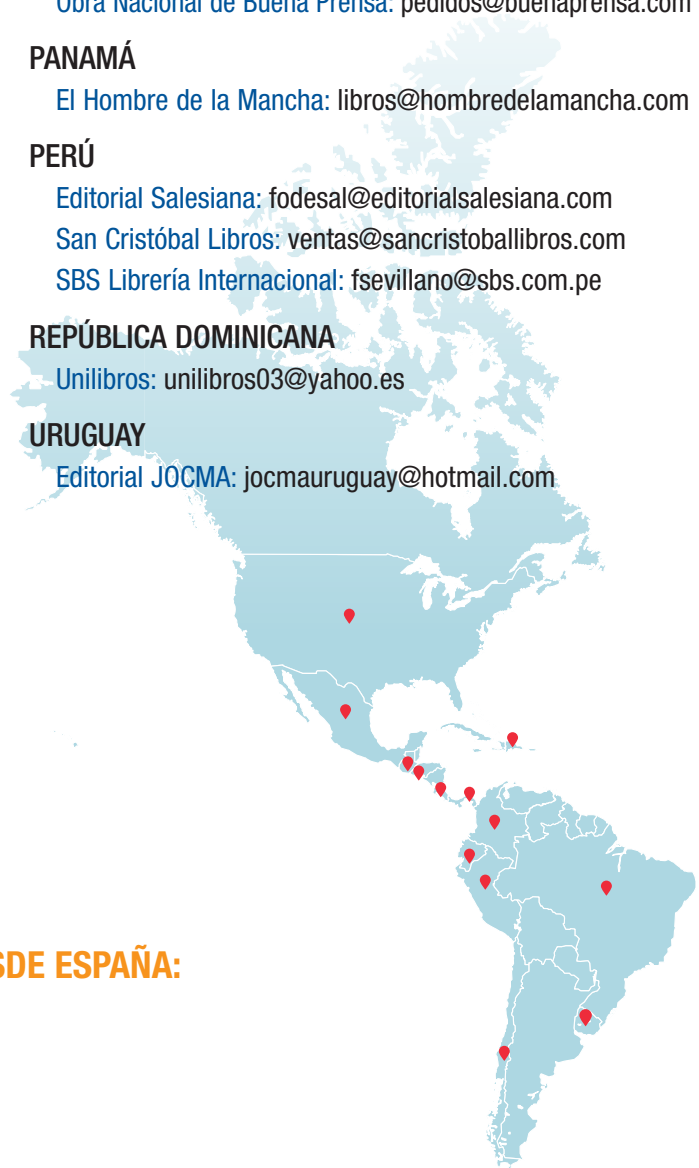 Obra Nacional de Buena Prensa: pedidos@buenaprensa.com
PANAMÁ
El Hombre de la Mancha: libros@hombredelamancha.com
PERÚ
Editorial Salesiana: fodesal@editorialsalesiana.com
San Cristóbal Libros: ventas@sancristoballibros.com
SBS Librería Internacional: fsevillano@sbs.com.pe
REPÚBLICA DOMINICANA
Unilibros: unilibros03@yahoo.es
URUGUAY
Editorial JOCMA: jocmauruguay@hotmail.com
SDE ESPAÑA: